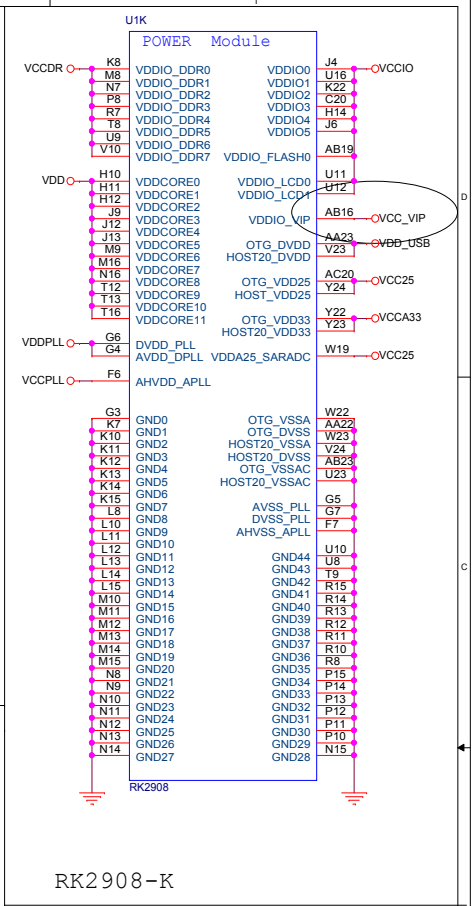 U1K
POWER Module
VCCDR K8 VDDIO_DDR0 VDDIO0 J4 VCCIO
M8 VDDIO_DDR1 VDDIO1 U16
N7 VDDIO_DDR2 VDDIO2 K22
P8 VDDIO_DDR3 VDDIO3 C20
R7 VDDIO_DDR4 VDDIO4 H14
T8 VDDIO_DDR5 VDDIO5 J6
U9 VDDIO_DDR6
V10 VDDIO_DDR7 VDDIO_FLASH0 AB19
VDD H10 VDDCORE0 VDDIO_LCD0 U11
H11 VDDCORE1 VDDIO_LCD1 U12
H12 VDDCORE2
J9 VDDCORE3 VDDIO_VIP AB16 VCC_VIP
J12 VDDCORE4
J13 VDDCORE5 OTG_DVDD AA23 VDD_USB
M9 VDDCORE6 HOST20_DVDD V23
M16 VDDCORE7
N16 VDDCORE8 OTG_VDD25 AC20 VCC25
T12 VDDCORE9 HOST_VDD25 Y24
T13 VDDCORE10
T16 VDDCORE11 OTG_VDD33 Y22 VCCA33
HOST20_VDD33 Y23
VDDPLL G6 DVDD_PLL
G4 AVDD_DPLL VDDA25_SARADC W19 VCC25
VCCPLL F6 AHVDD_APLL
G3 GND0 OTG_VSSA W22
K7 GND1 OTG_DVSS AA22
K10 GND2 HOST20_VSSA W23
K11 GND3 HOST20_DVSS V24
K12 GND4 OTG_VSSAC AB23
K13 GND5 HOST20_VSSAC U23
K14 GND6
K15 GND7 AVSS_PLL G5
L8 GND8 DVSS_PLL G7
L10 GND9 AHVSS_APLL F7
L11 GND10
L12 GND11 GND44 U10
L13 GND12 GND43 U8
L14 GND13 GND42 T9
L15 GND14 GND41 R15
M10 GND15 GND40 R14
M11 GND16 GND39 R13
M12 GND17 GND38 R12
M13 GND18 GND37 R11
M14 GND19 GND36 R10
M15 GND20 GND35 R8
N8 GND21 GND34 P15
N9 GND22 GND33 P14
N10 GND23 GND32 P13
N11 GND24 GND31 P12
N12 GND25 GND30 P11
N13 GND26 GND29 P10
N14 GND27 GND28 N15
RK2908
RK2908-K
D
C